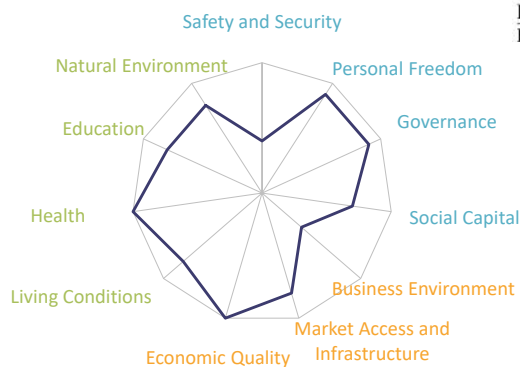 Safety and Security
Natural Environment
Personal Freedom
Education
Governance
Health
Social Capital
Living Conditions
Business Environment
Market Access and
Infrastructure
Economic Quality